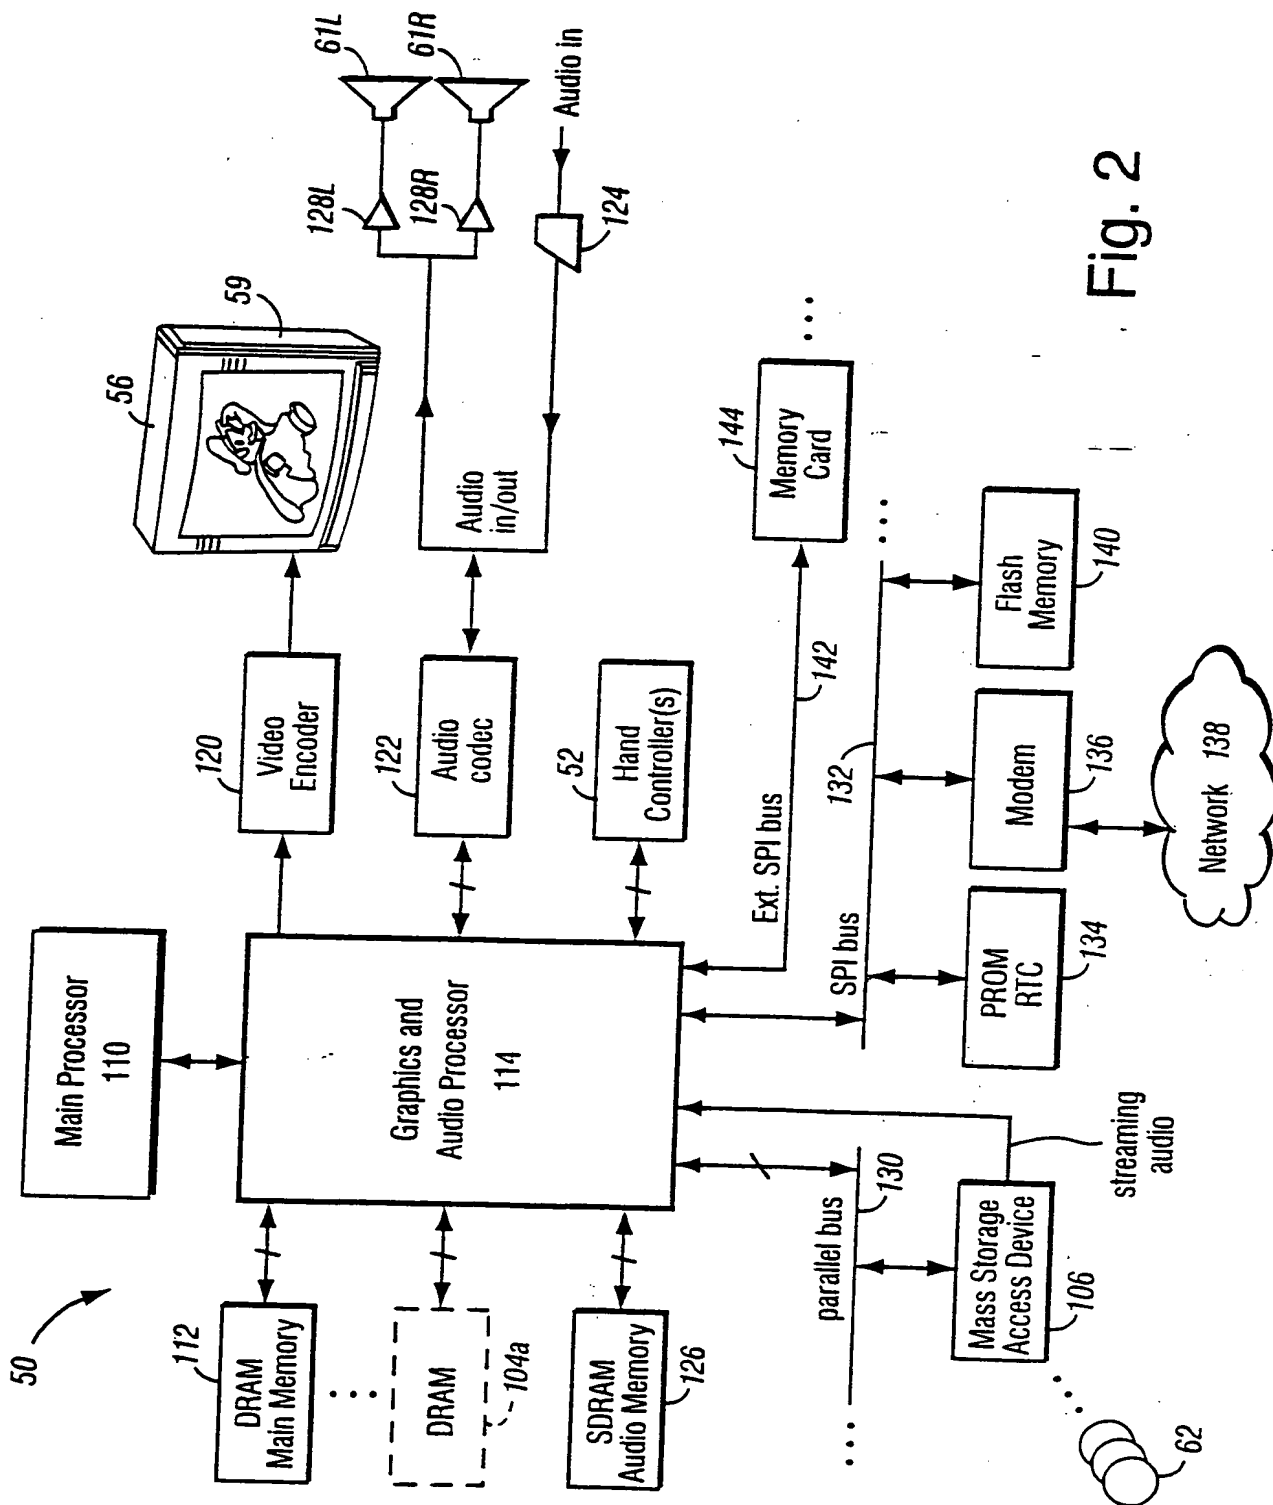 50
Main Processor
110
112
DRAM
Main Memory
DRAM
104a
SDRAM
Audio Memory
126
Graphics and
Audio Processor
114
120
Video
Encoder
122
Audio
codec
52
Hand
Controller(s)
56
59
Audio
in/out
128L
128R
61L
61R
Audio in
124
parallel bus
130
Mass Storage
Access Device
106
62
streaming
audio
SPI bus
132
Ext. SPI bus
142
144
Memory
Card
PROM
RTC
134
Modem
136
Flash
Memory
140
Network 138
Fig. 2